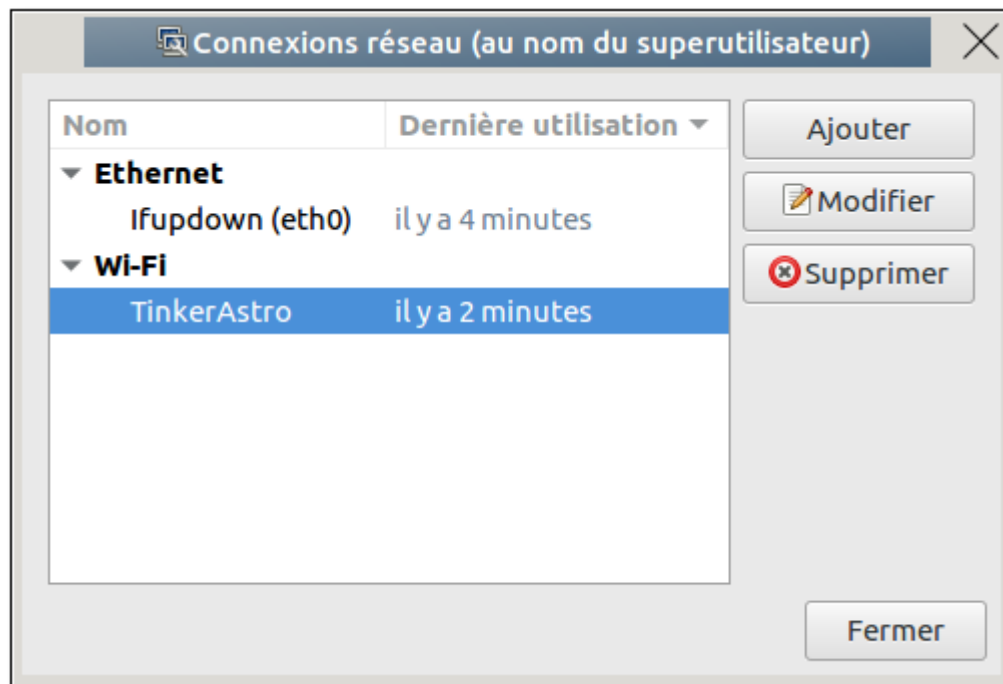 Connexions réseau (au nom du superutilisateur)
Nom Dernière utilisation
Ethernet
Ifupdown (eth0) il y a 4 minutes
Wi-Fi
TinkerAstro il y a 2 minutes
Ajouter
Modifier
Supprimer
Fermer